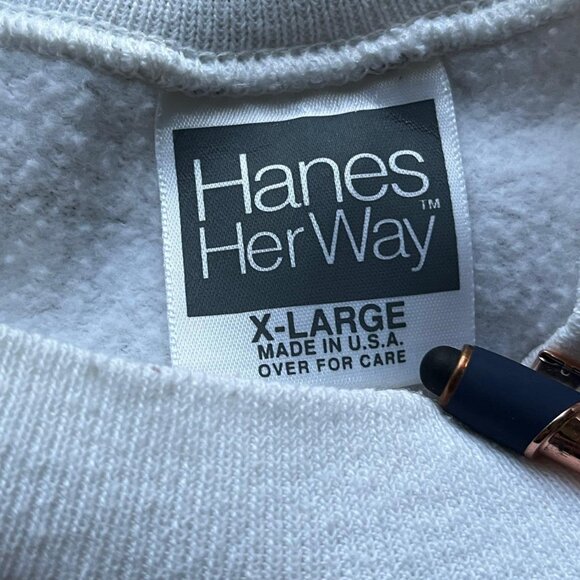 Hanes
Her Way™
X-LARGE
MADE IN U.S.A.
OVER FOR CARE